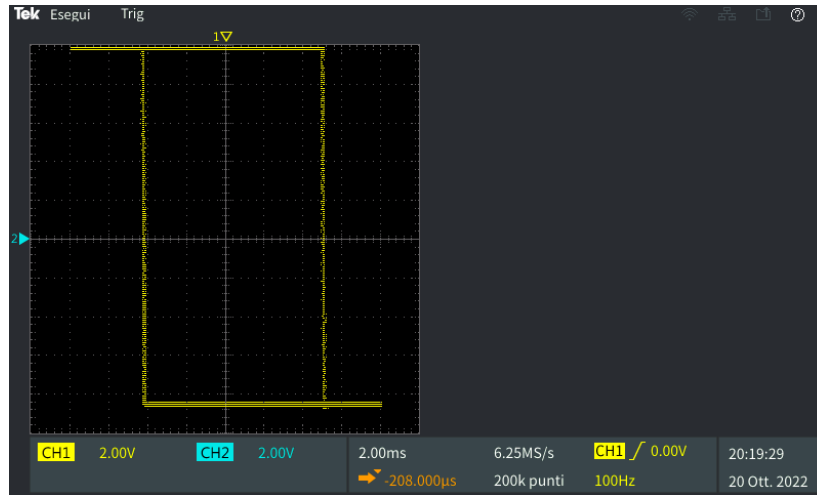 Tek Esegui Trig
1
2
CH1 2.00V CH2 2.00V 2.00ms 6.25MS/s CH1 0.00V 20:19:29
-208.000µs 200k punti 100Hz 20 Ott. 2022